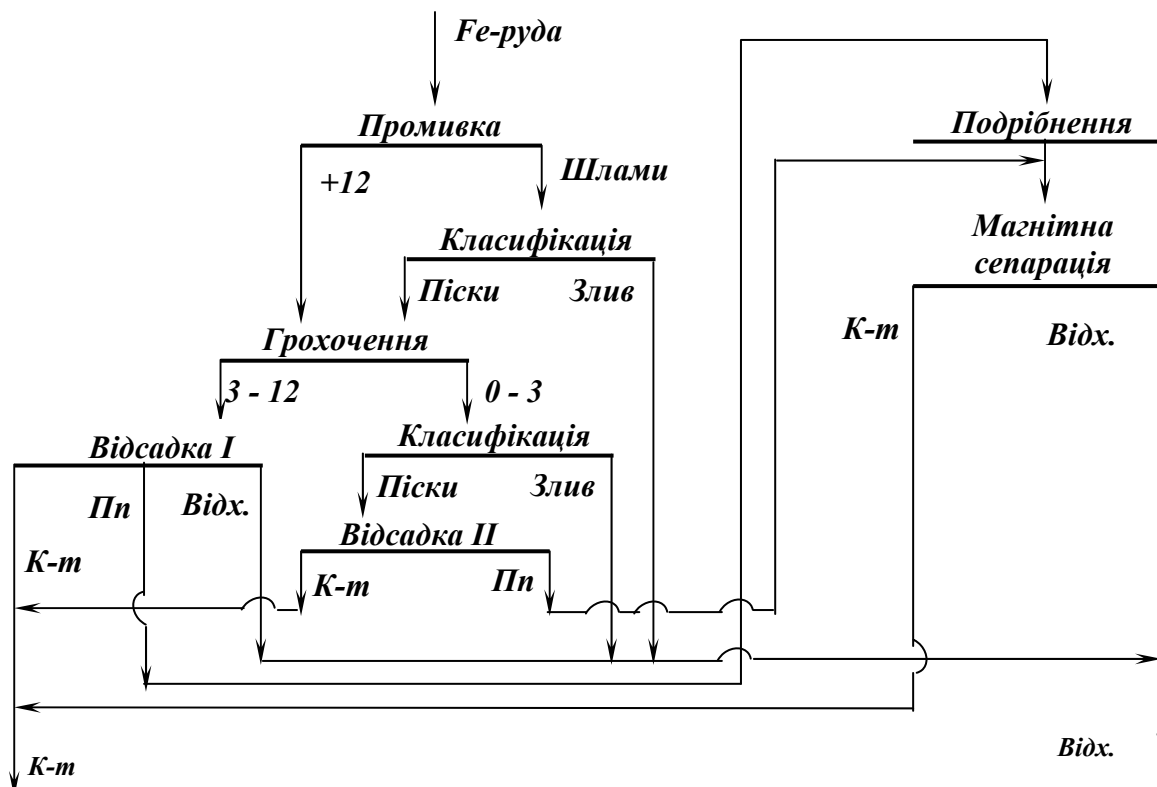 Fe-руда
Промивка
Подрібнення
+12
Шлами
Магнітна
сепарація
Класифікація
Піски
Злив
К-т
Відх.
Грохочення
3 - 12
0 - 3
Відсадка І
Класифікація
Пп
Відх.
Піски
Злив
Відсадка ІІ
К-т
К-т
Пп
К-т
Відх.